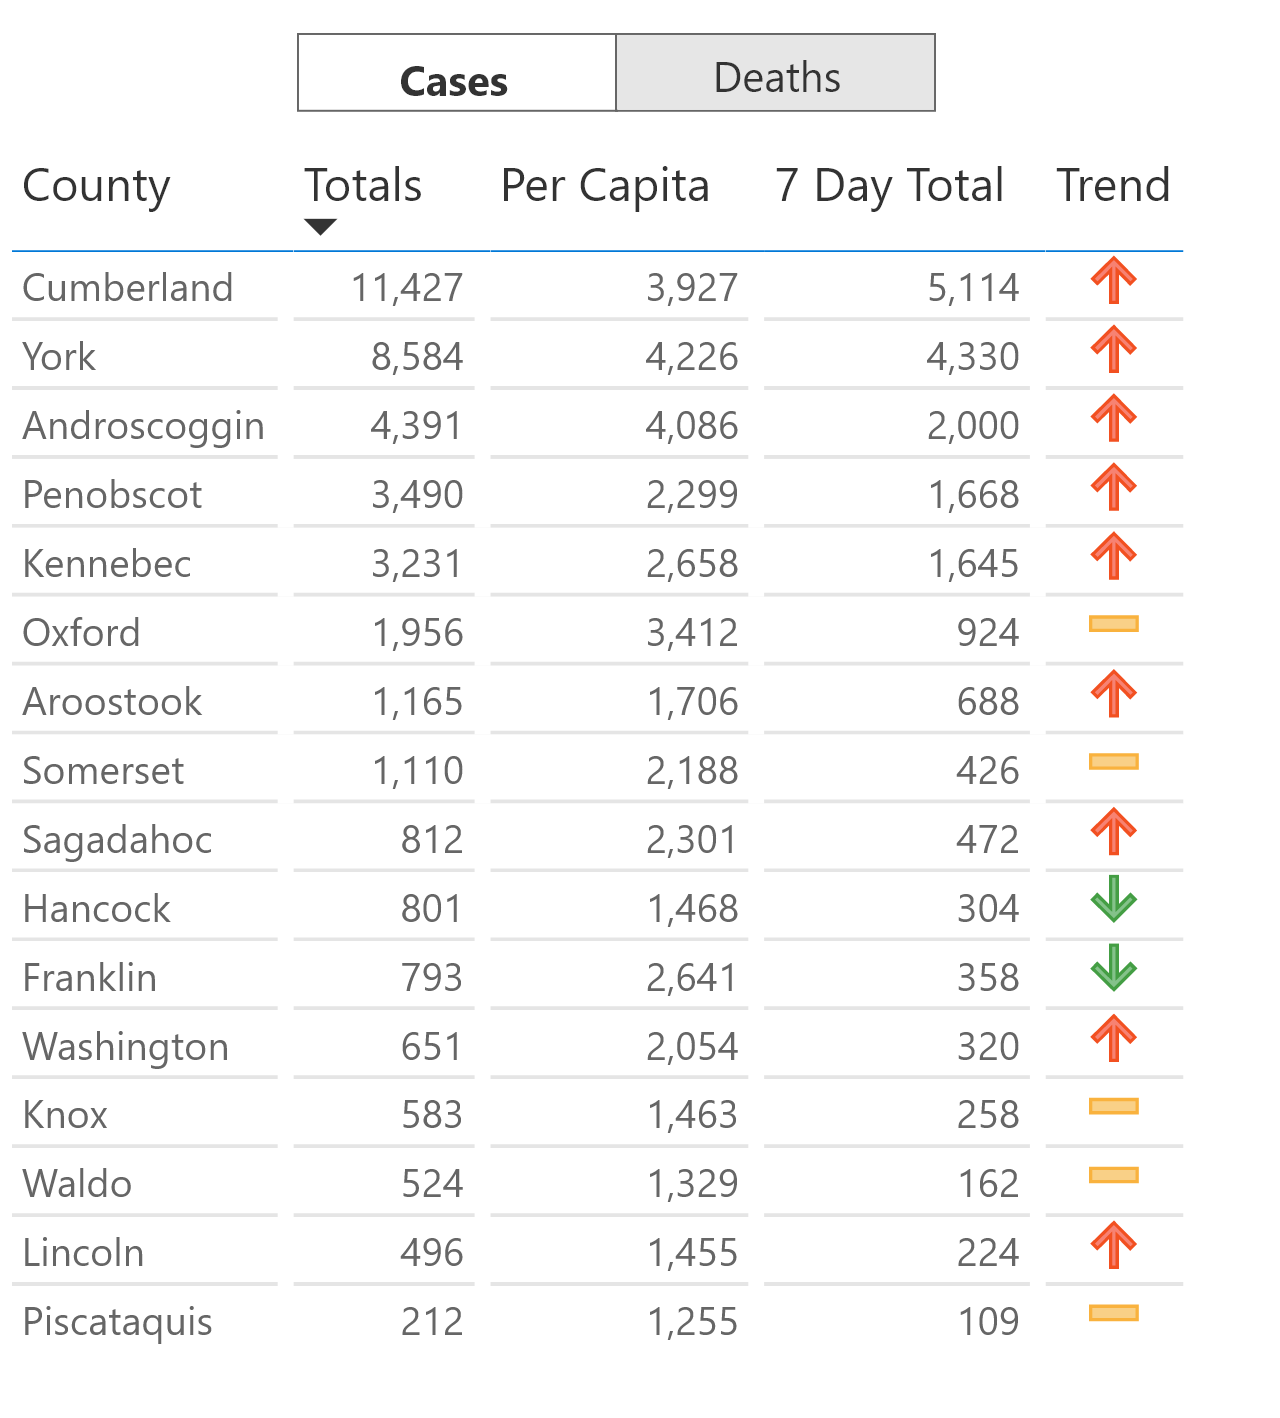 Cases Deaths
County Totals Per Capita 7 Day Total Trend
Cumberland 11,427 3,927 5,114
York 8,584 4,226 4,330
Androscoggin 4,391 4,086 2,000
Penobscot 3,490 2,299 1,668
Kennebec 3,231 2,658 1,645
Oxford 1,956 3,412 924
Aroostook 1,165 1,706 688
Somerset 1,110 2,188 426
Sagadahoc 812 2,301 472
Hancock 801 1,468 304
Franklin 793 2,641 358
Washington 651 2,054 320
Knox 583 1,463 258
Waldo 524 1,329 162
Lincoln 496 1,455 224
Piscataquis 212 1,255 109